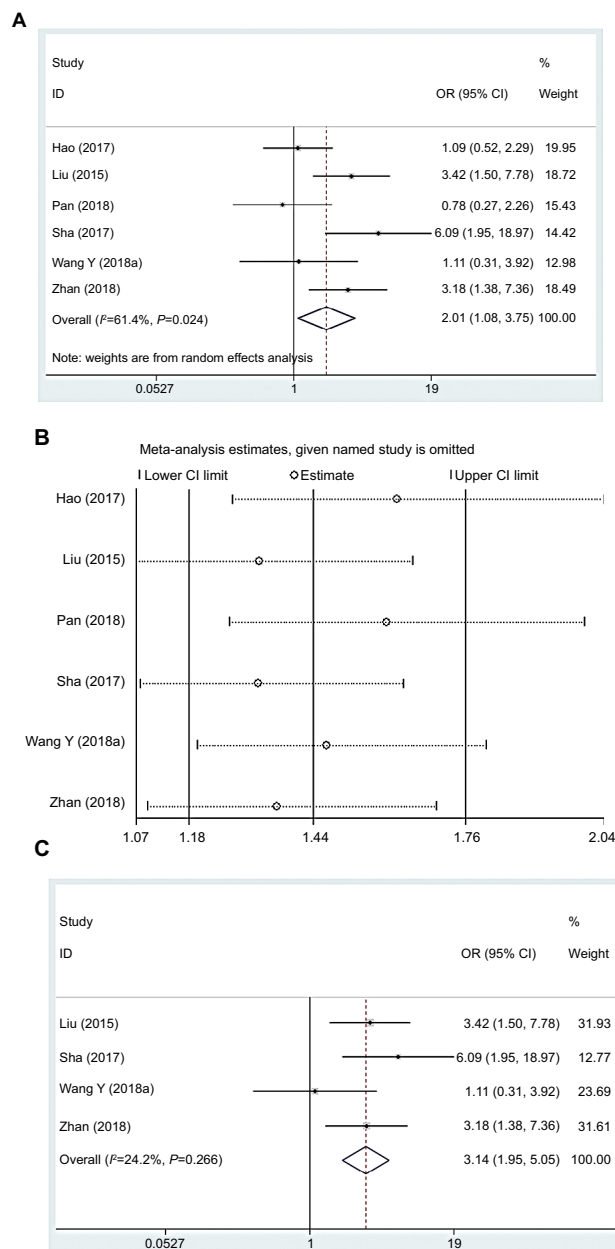 A
Study %
ID OR (95% CI) Weight
Hao (2017) 1.09 (0.52, 2.29) 19.95
Liu (2015) 3.42 (1.50, 7.78) 18.72
Pan (2018) 0.78 (0.27, 2.26) 15.43
Sha (2017) 6.09 (1.95, 18.97) 14.42
Wang Y (2018a) 1.11 (0.31, 3.92) 12.98
Zhan (2018) 3.18 (1.38, 7.36) 18.49
Overall (I²=61.4%, P=0.024) 2.01 (1.08, 3.75) 100.00
Note: weights are from random effects analysis
0.0527 1 19
B
Meta-analysis estimates, given named study is omitted
Lower CI limit Estimate Upper CI limit
Hao (2017)
Liu (2015)
Pan (2018)
Sha (2017)
Wang Y (2018a)
Zhan (2018)
1.07 1.18 1.44 1.76 2.04
C
Study %
ID OR (95% CI) Weight
Liu (2015) 3.42 (1.50, 7.78) 31.93
Sha (2017) 6.09 (1.95, 18.97) 12.77
Wang Y (2018a) 1.11 (0.31, 3.92) 23.69
Zhan (2018) 3.18 (1.38, 7.36) 31.61
Overall (I²=24.2%, P=0.266) 3.14 (1.95, 5.05) 100.00
0.0527 1 19